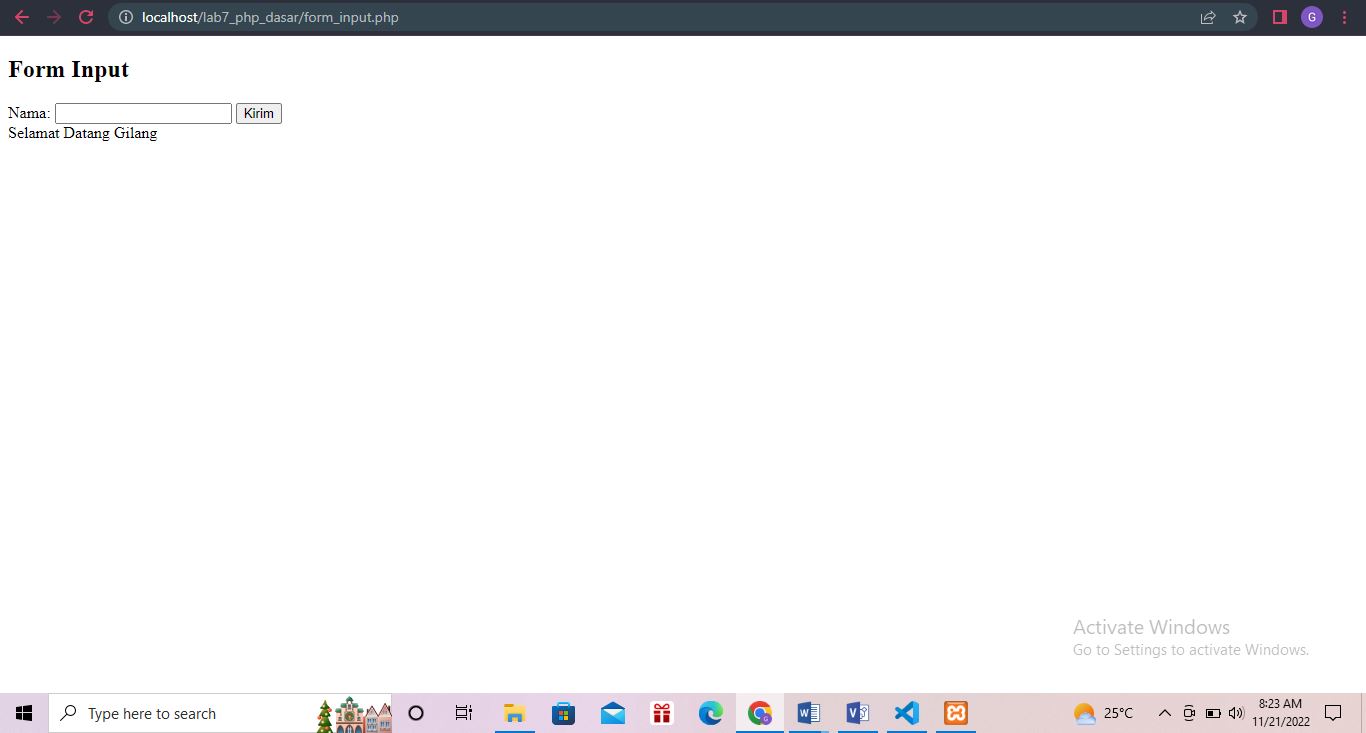 localhost/lab7_php_dasar/form_input.php
G
Form Input
Nama:
Kirim
Selamat Datang Gilang
Activate Windows
Go to Settings to activate Windows.
Type here to search
25°C
8:23 AM
11/21/2022